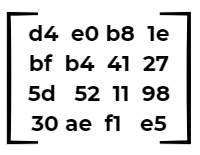 d4 e0 b8 1e
bf b4 41 27
5d 52 11 98
30 ae f1 e5